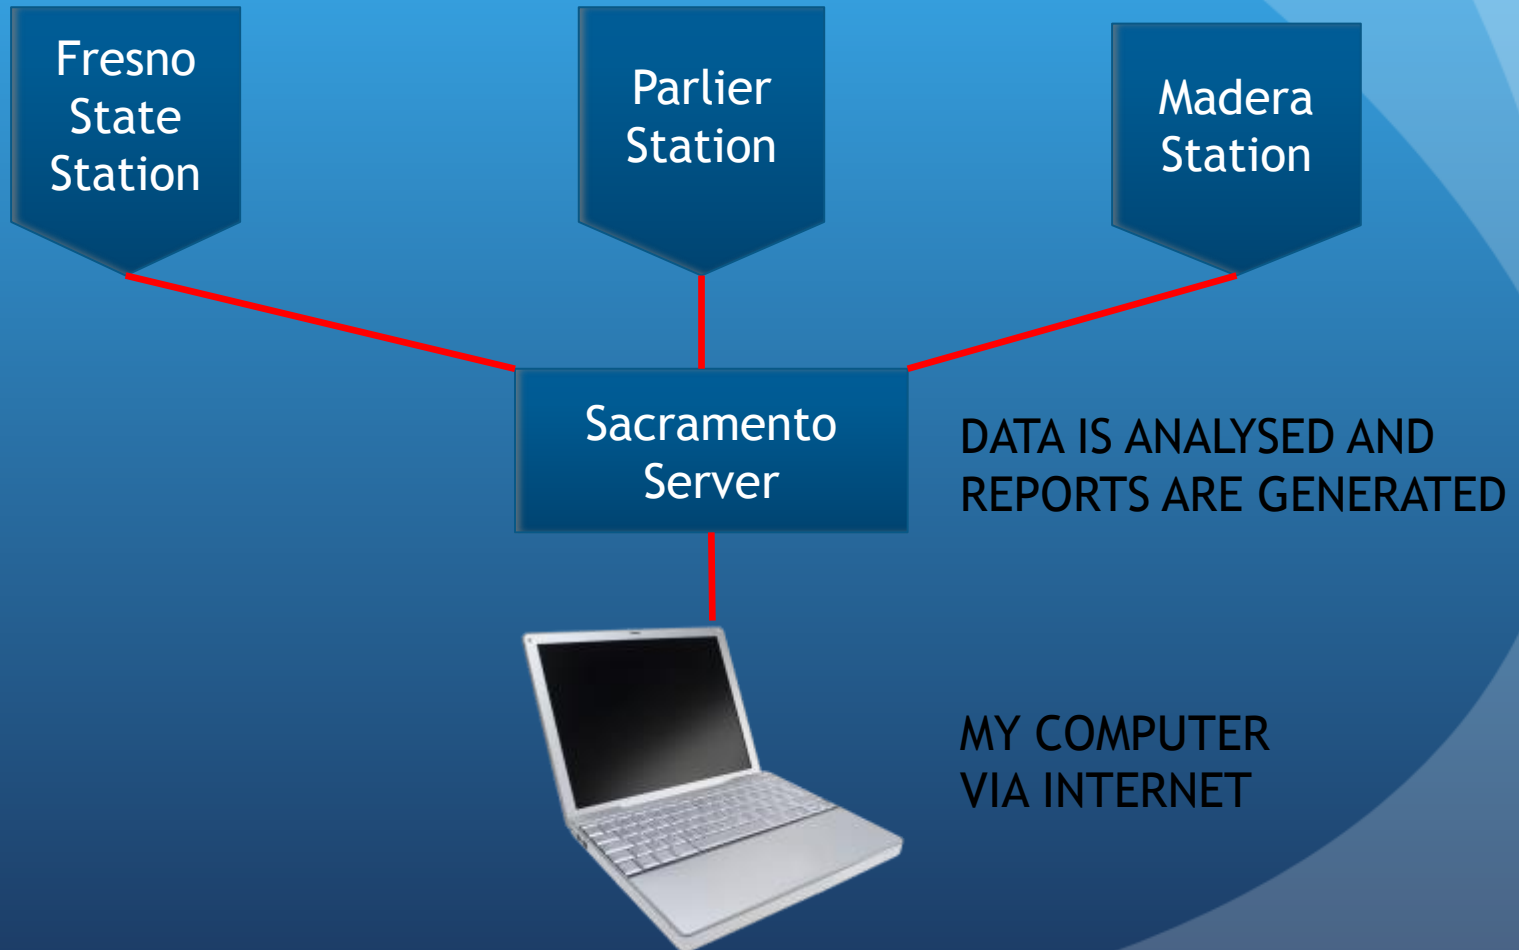 Fresno
State
Station
Parlier
Station
Madera
Station
Sacramento
Server
DATA IS ANALYSED AND
REPORTS ARE GENERATED
MY COMPUTER
VIA INTERNET